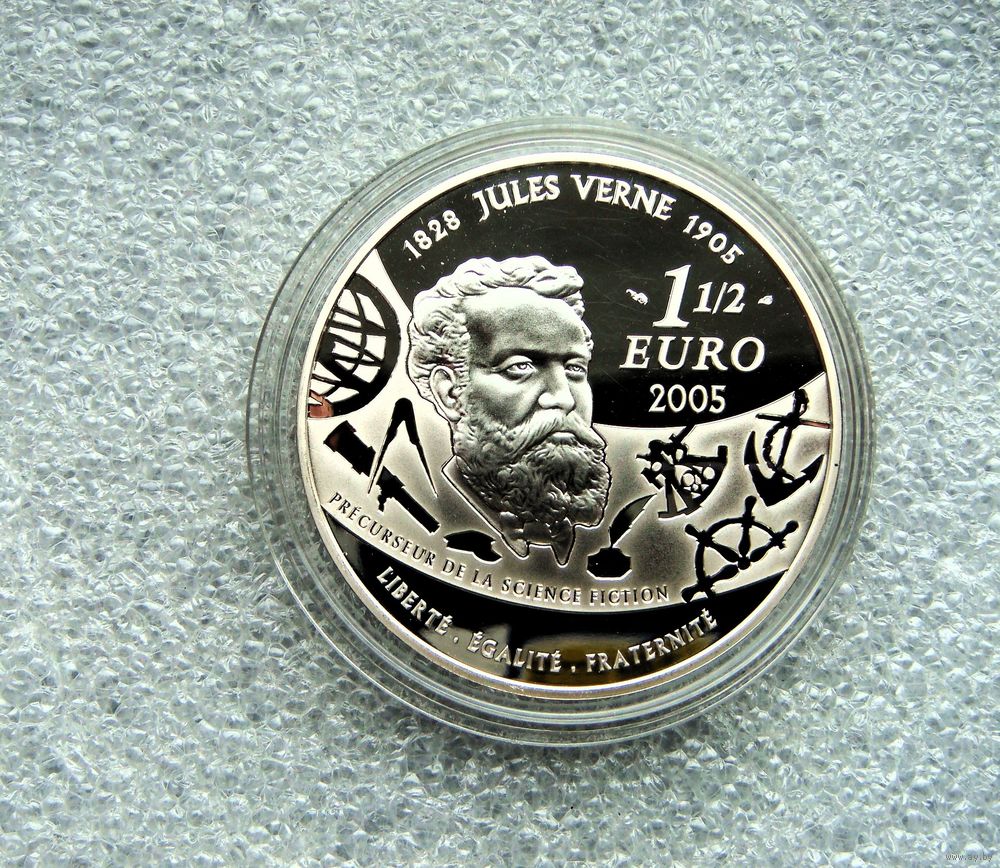 1828 JULES VERNE 1905
1 1/2
EURO
2005
PRÉCURSEUR DE LA SCIENCE FICTION
LIBERTÉ . ÉGALITÉ . FRATERNITÉ
www.ay.by